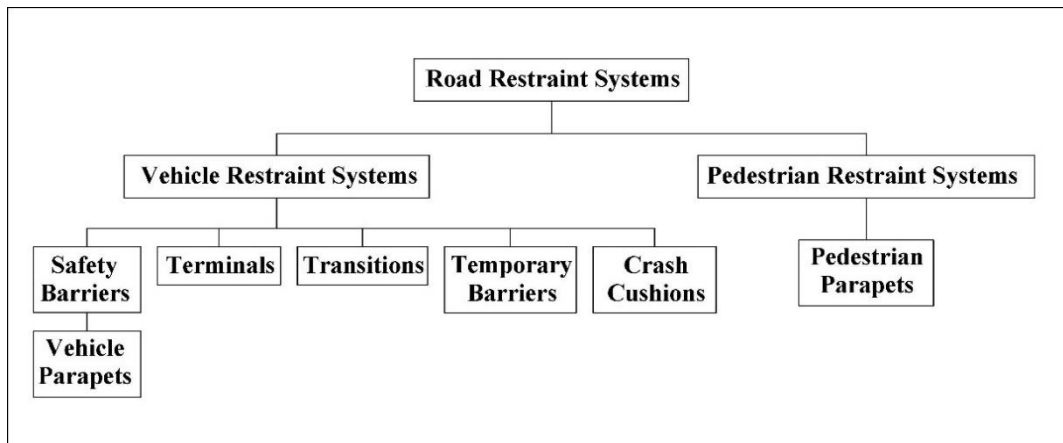 Road Restraint Systems
Vehicle Restraint Systems
Pedestrian Restraint Systems
Safety
Barriers
Terminals
Transitions
Temporary
Barriers
Crash
Cushions
Pedestrian
Parapets
Vehicle
Parapets